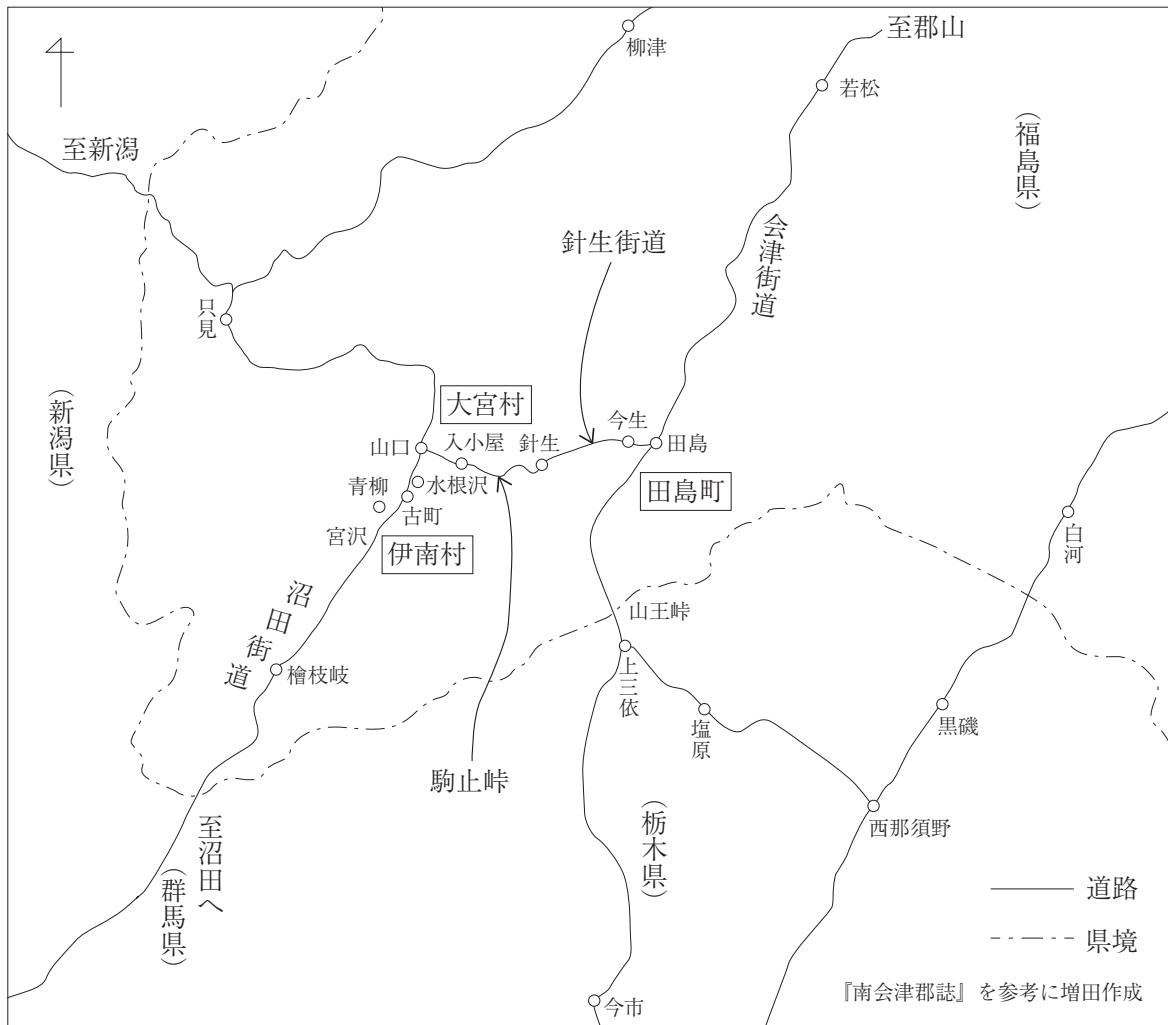 至郡山
柳津
若松
(福島県)
至新潟
会津街道
針生街道
只見
(新潟県)
大宮村
今生
山口
入小屋
針生
田島
水根沢
青柳
古町
田島町
宮沢
伊南村
白河
沼田街道
山王峠
檜枝岐
上三依
塩原
黒磯
駒止峠
西那須野
(栃木県)
至沼田へ
(群馬県)
道路
県境
『南会津郡誌』を参考に増田作成
今市